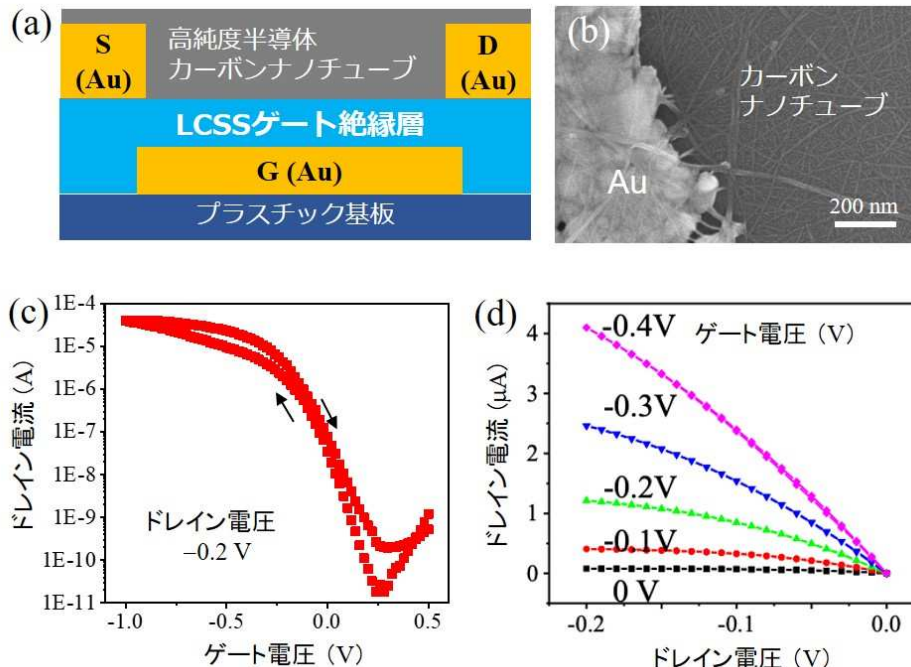 (a)
S
(Au)
高純度半導体
カーボンナノチューブ
D
(Au)
LCSSゲート絶縁層
G (Au)
プラスチック基板
(b)
カーボン
ナノチューブ
Au
200 nm
(c)
1E-4
1E-5
1E-6
1E-7
1E-8
1E-9
1E-10
1E-11
ドレイン電流 (A)
ドレイン電圧
–0.2 V
-1.0
-0.5
0.0
0.5
ゲート電圧 (V)
(d)
4
2
0
ドレイン電流 (μA)
ゲート電圧 (V)
-0.4V
-0.3V
-0.2V
-0.1V
0 V
-0.2
-0.1
0.0
ドレイン電圧 (V)